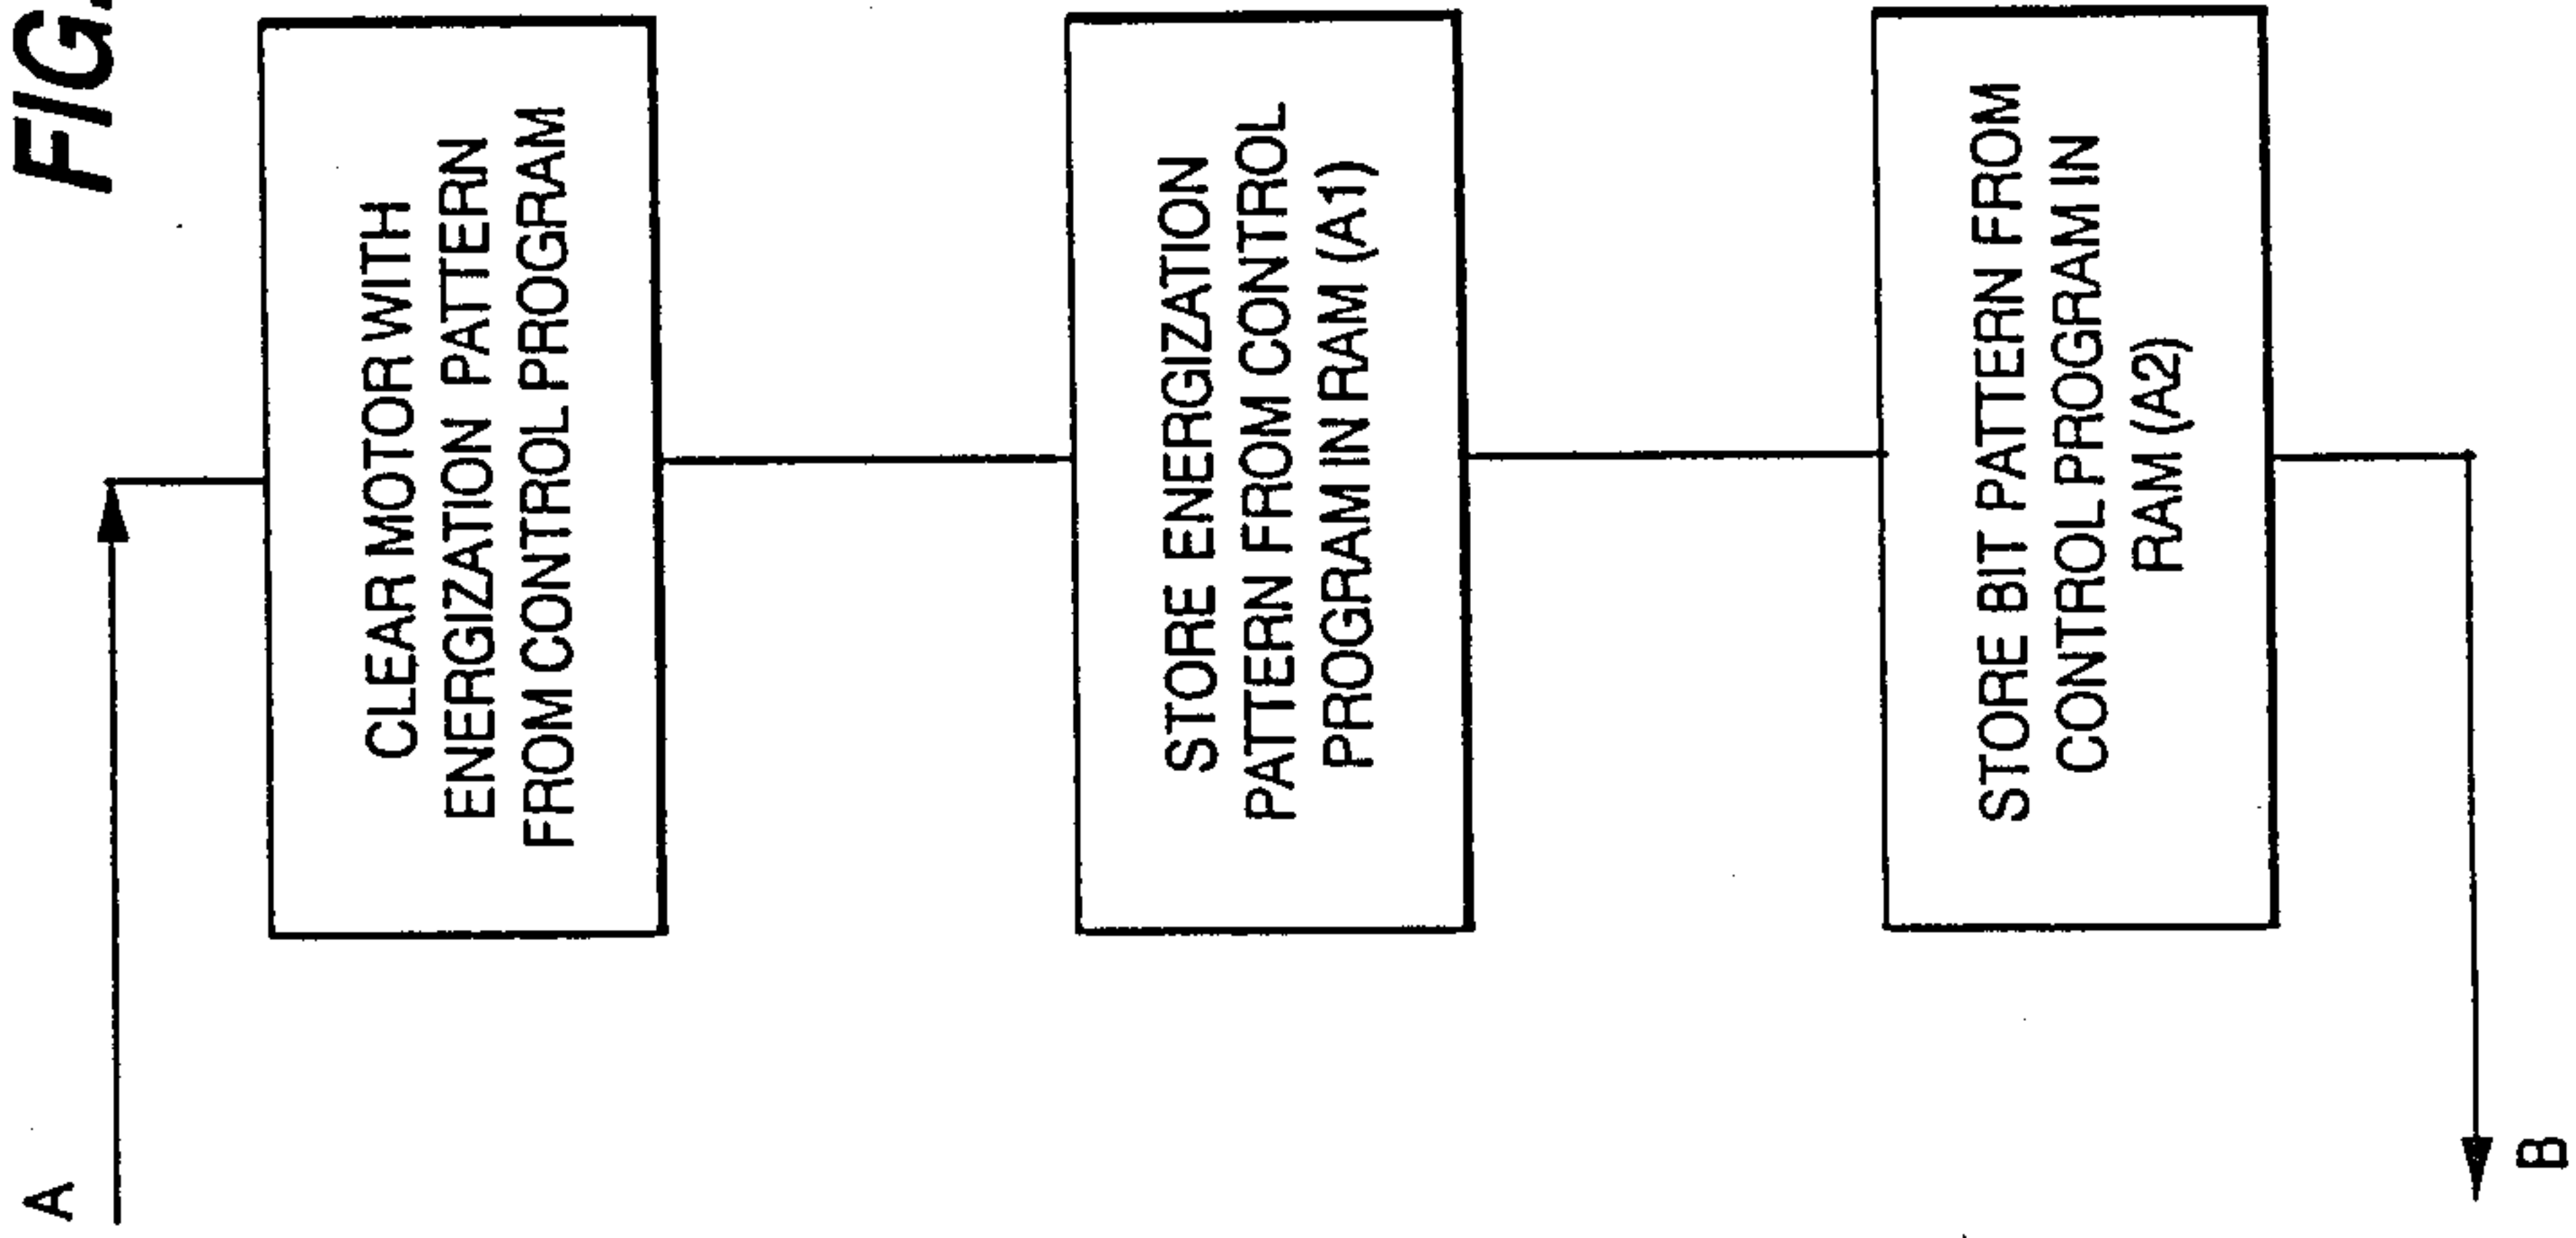 FIG.
A
CLEAR MOTOR WITH
ENERGIZATION PATTERN
FROM CONTROL PROGRAM
STORE ENERGIZATION
PATTERN FROM CONTROL
PROGRAM IN RAM (A1)
STORE BIT PATTERN FROM
CONTROL PROGRAM IN
RAM (A2)
B